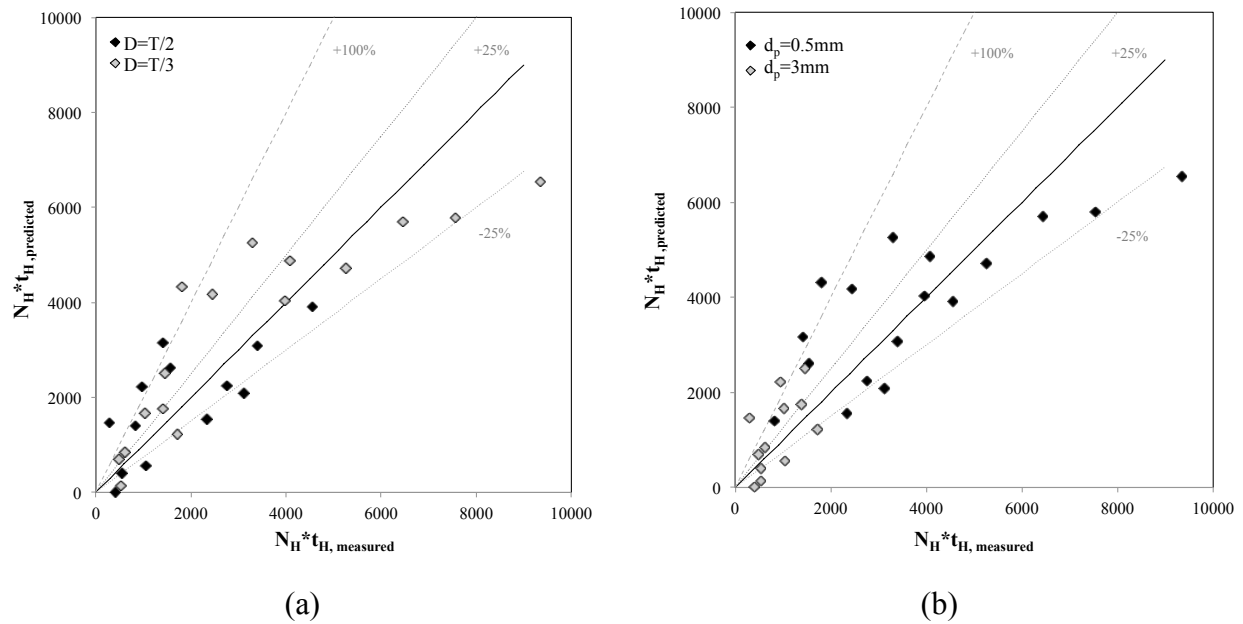 10000
8000
6000
4000
2000
0
N_H*t_H,predicted
D=T/2
D=T/3
+100%
+25%
-25%
0 2000 4000 6000 8000 10000
N_H*t_H, measured
(a)
10000
8000
6000
4000
2000
0
N_H*t_H,predicted
d_p=0.5mm
d_p=3mm
+100%
+25%
-25%
0 2000 4000 6000 8000 10000
N_H*t_H, measured
(b)